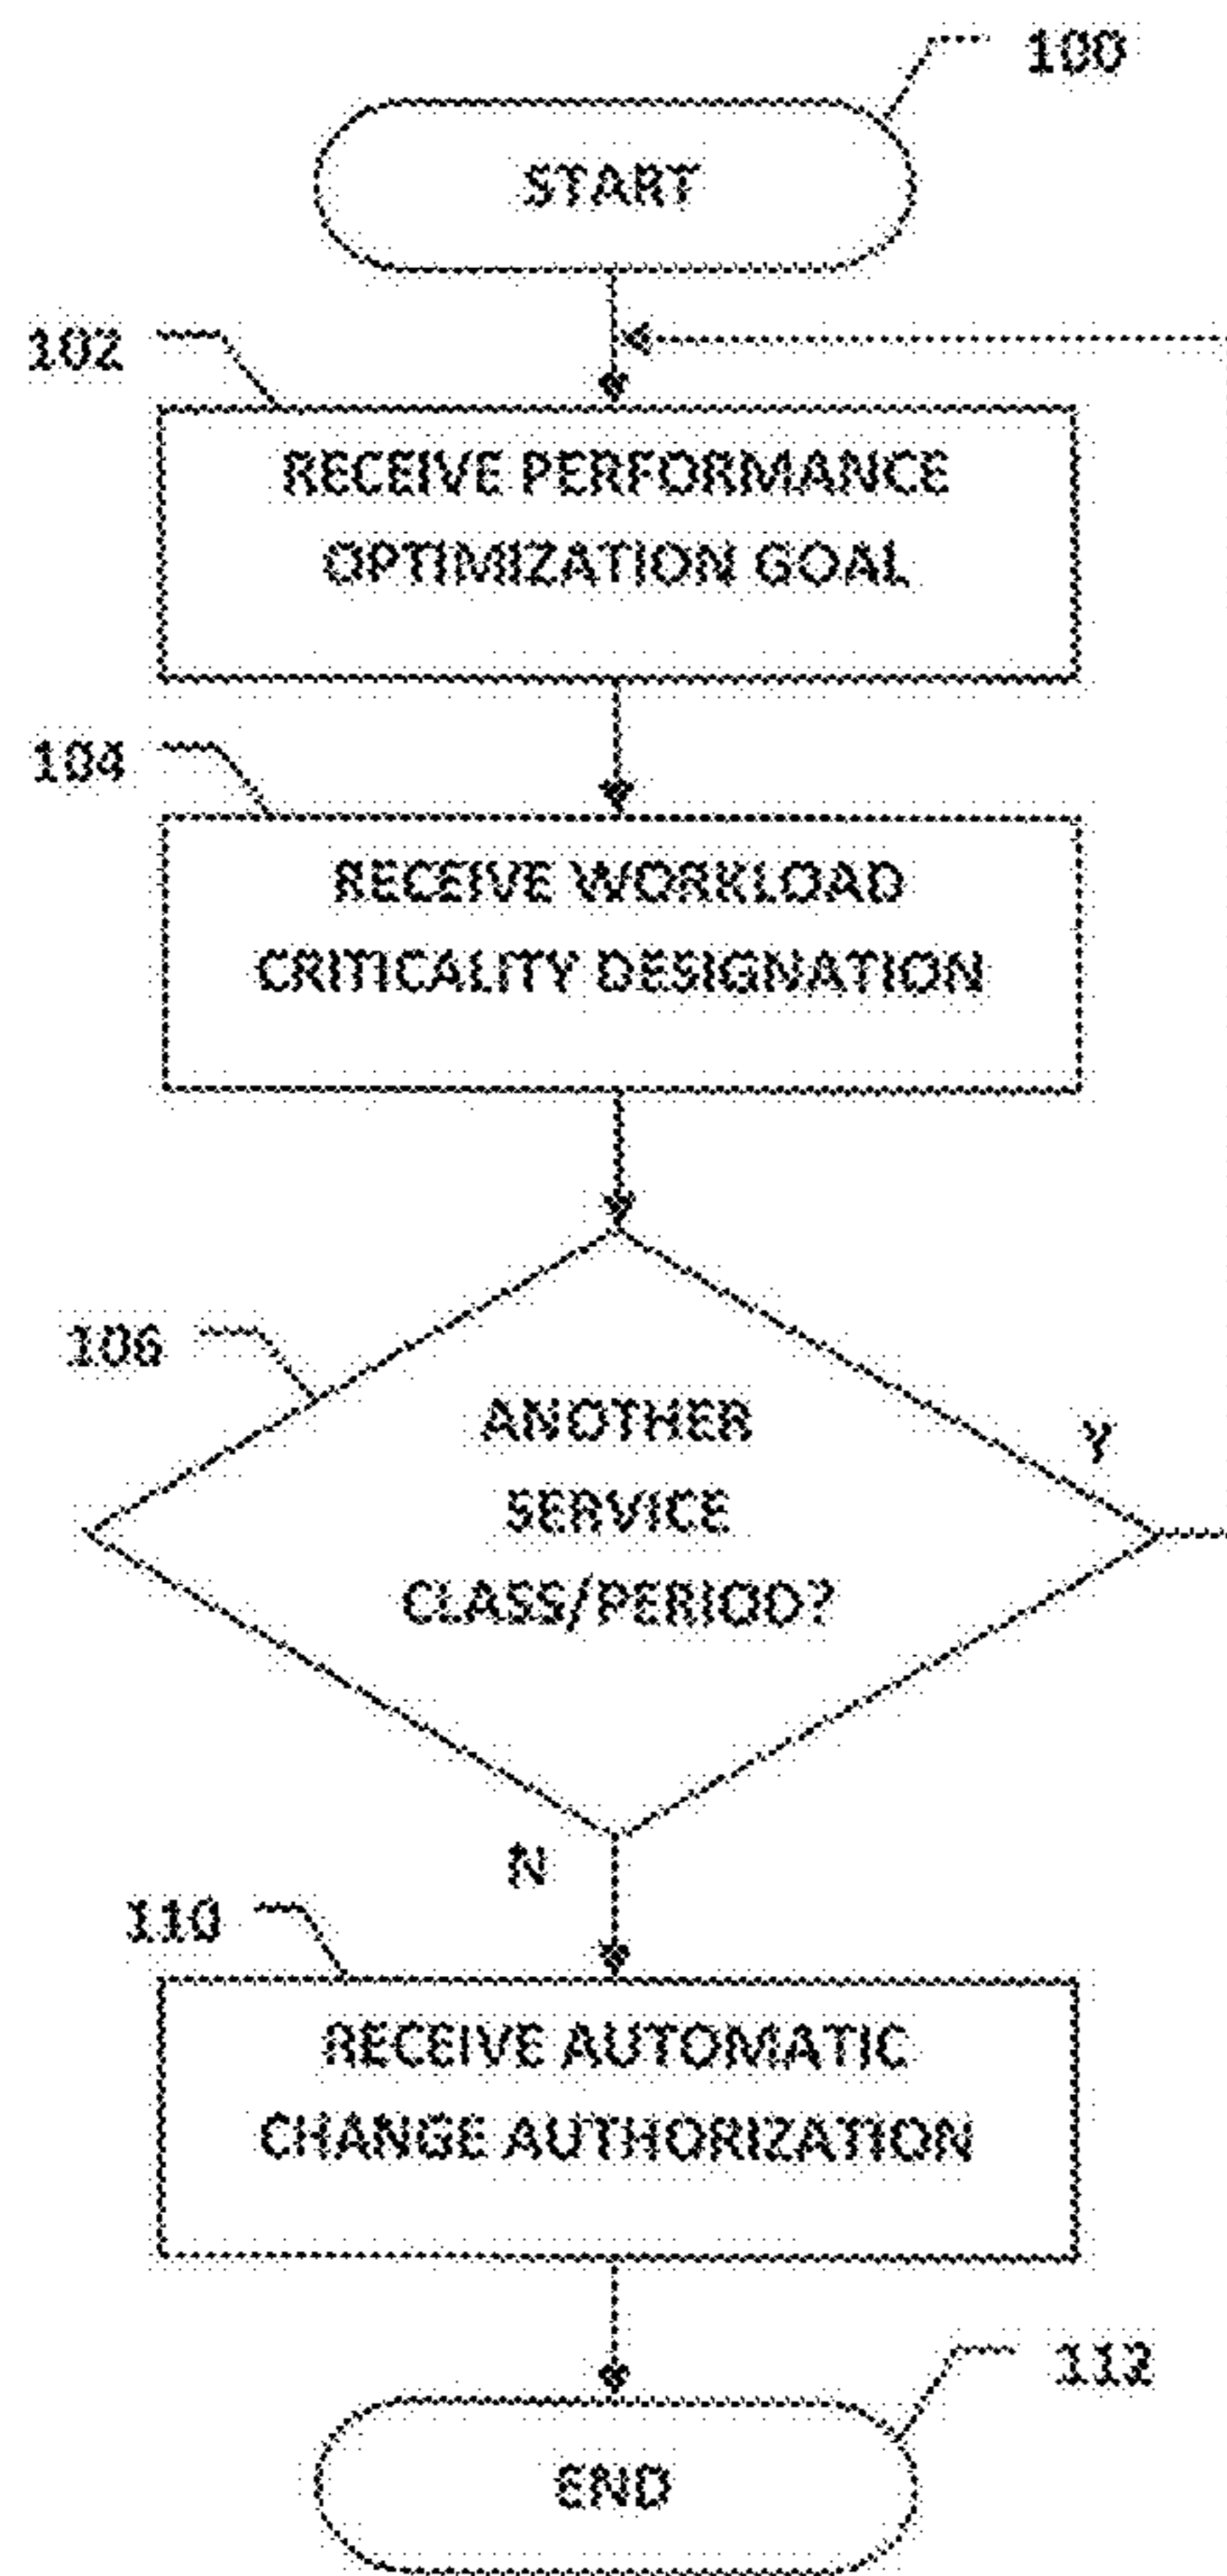 100
START
102
RECEIVE PERFORMANCE
OPTIMIZATION GOAL
104
RECEIVE WORKLOAD
CRITICALITY DESIGNATION
106
ANOTHER
SERVICE
CLASS/PERIOD?
Y
N
110
RECEIVE AUTOMATIC
CHANGE AUTHORIZATION
112
END